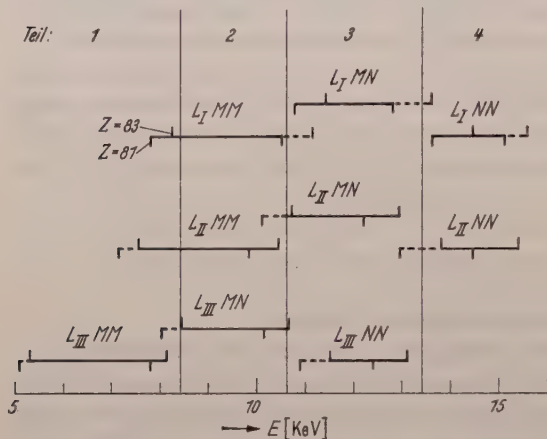 Teil: 1 2 3 4
L_I MN
Z=83 L_I MM L_I NN
Z=81
L_II MN
L_II MM L_II NN
L_III MN
L_III MM L_III NN
5 10 15
E [KeV]